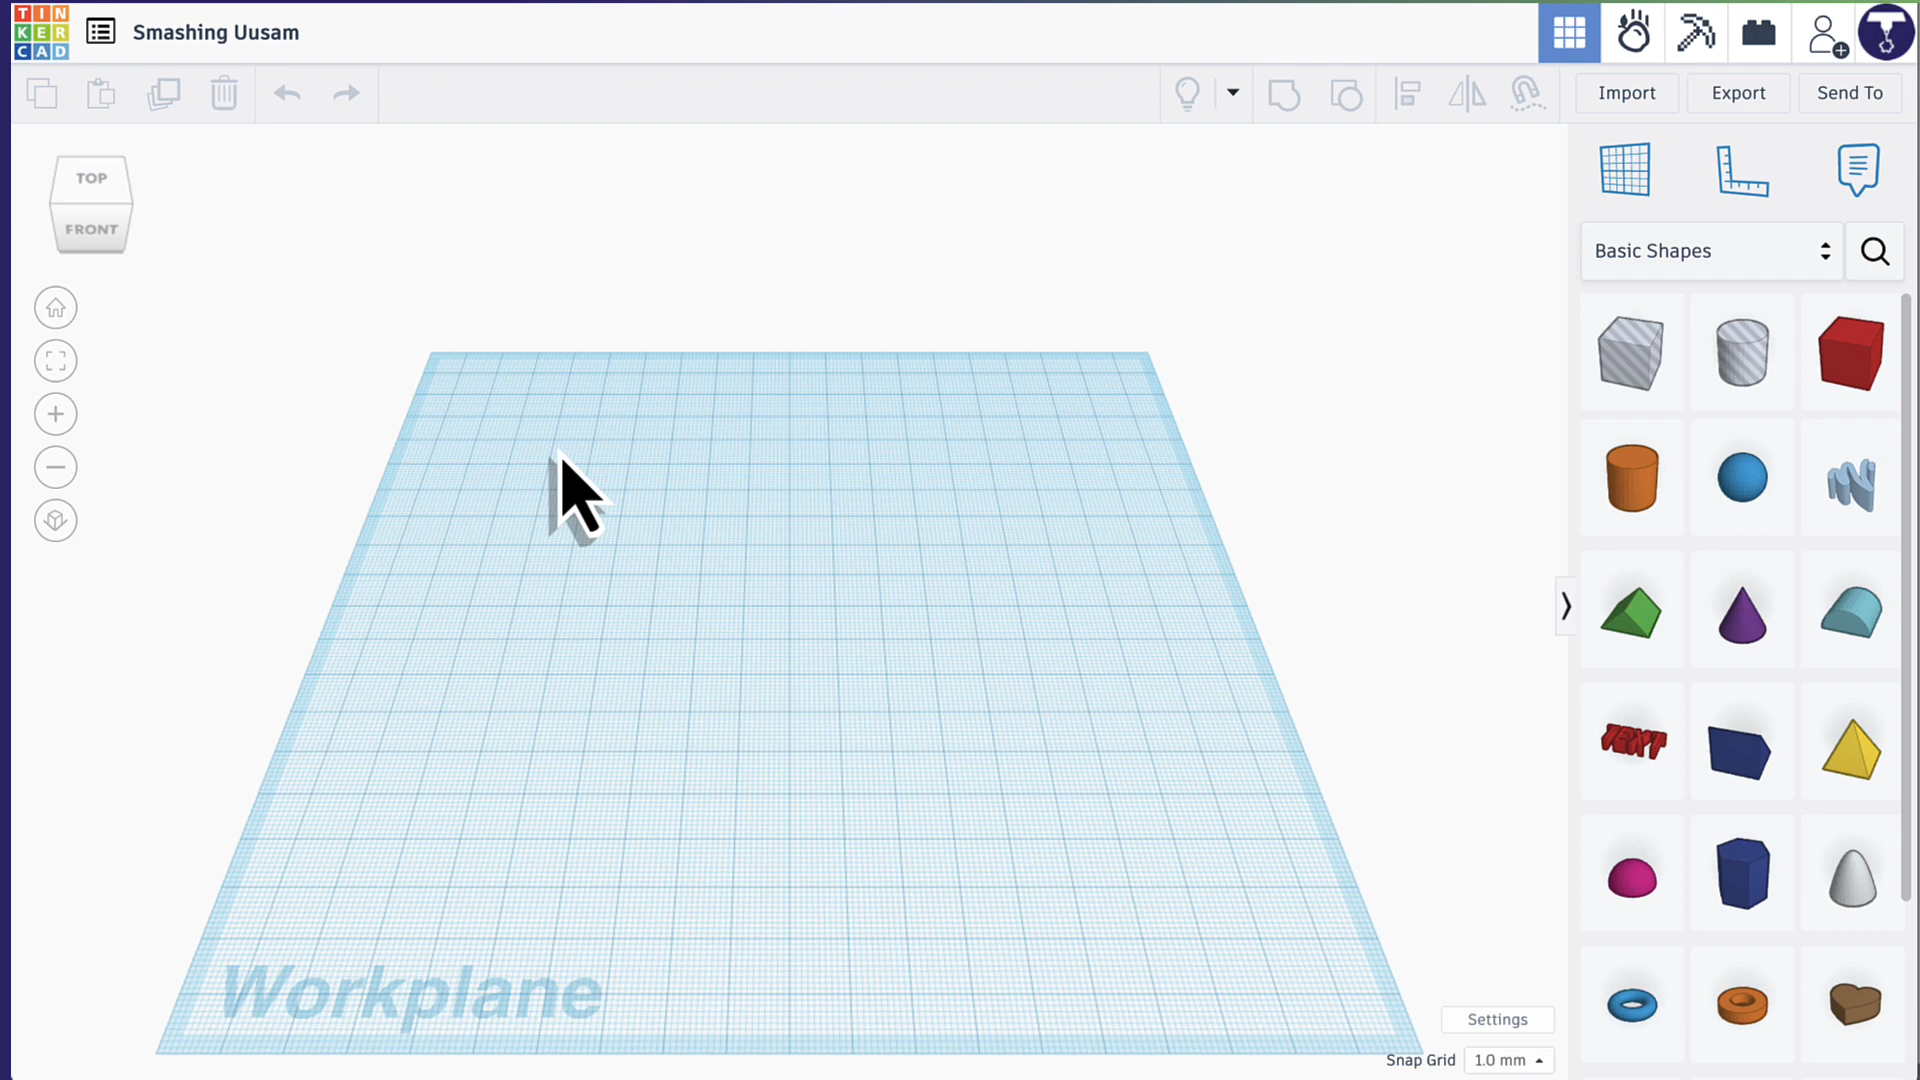 TIN
KER
CAD
Smashing Uusam
Import
Export
Send To
TOP
FRONT
Basic Shapes
TEXT
Workplane
Settings
Snap Grid
1.0 mm